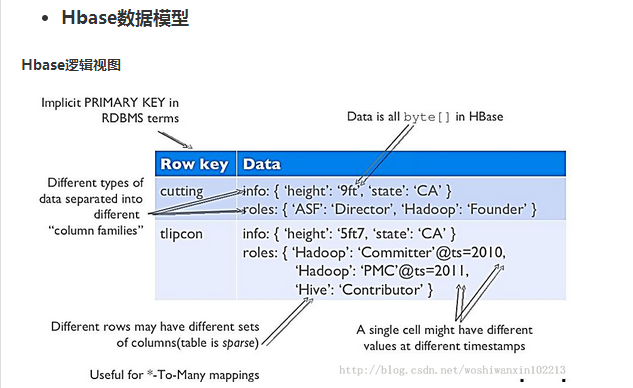 Hbase数据模型
Hbase逻辑视图
Implicit PRIMARY KEY in
RDBMS terms
Data is all byte[] in HBase
Row key Data
Different types of
data separated into
different
“column families”
cutting
info: { ‘height’: ‘9ft’, ‘state’: ‘CA’ }
roles: { ‘ASF’: ‘Director’, ‘Hadoop’: ‘Founder’ }
tlipcon
info: { ‘height’: ‘5ft7, ‘state’: ‘CA’ }
roles: { ‘Hadoop’: ‘Committer’@ts=2010,
‘Hadoop’: ‘PMC’@ts=2011,
‘Hive’: ‘Contributor’ }
Different rows may have different sets
of columns(table is sparse)
A single cell might have different
values at different timestamps
Useful for *-To-Many mappings
http://blog.csdn.net/woshiwanxin102213